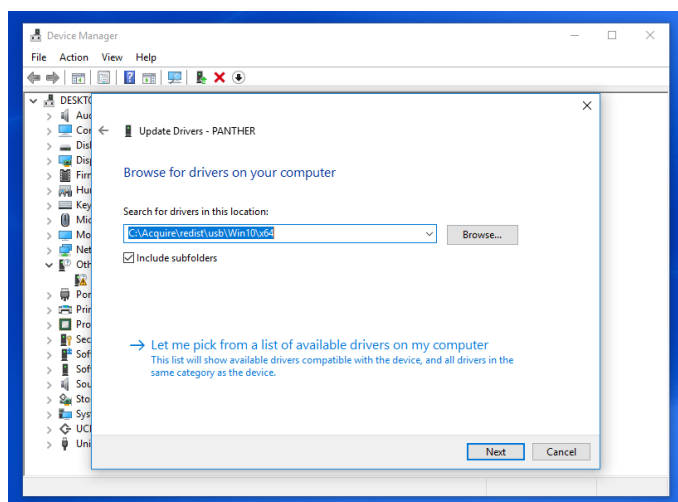 Device Manager
File Action View Help
DESKTO
Update Drivers - PANTHER
Browse for drivers on your computer
Search for drivers in this location:
C:\Acquire\redist\usb\Win10\x64
Browse...
Include subfolders
Let me pick from a list of available drivers on my computer
This list will show available drivers compatible with the device, and all drivers in the
same category as the device.
Next Cancel
Aud
Cor
Disl
Disp
Firr
Hur
Key
Mic
Mo
Net
Oth
Por
Prir
Pro
Sec
Sof
Sof
Sou
Sto
Sys
UCI
Uni